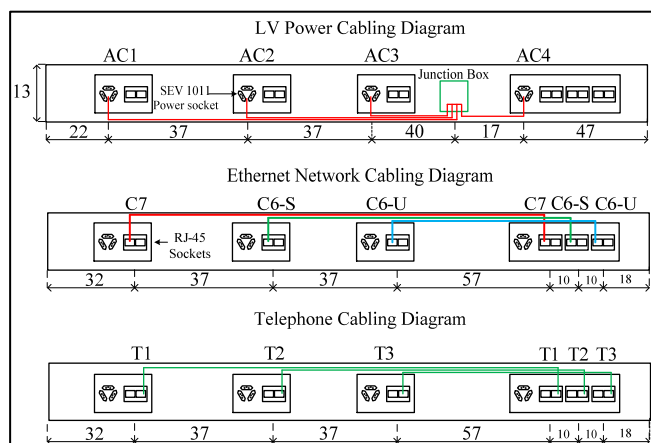 LV Power Cabling Diagram
AC1 AC2 AC3 AC4
Junction Box
SEV 1011
Power socket
13
22 37 37 40 17 47
Ethernet Network Cabling Diagram
C7 C6-S C6-U C7 C6-S C6-U
RJ-45
Sockets
32 37 37 57 10 10 18
Telephone Cabling Diagram
T1 T2 T3 T1 T2 T3
32 37 37 57 10 10 18